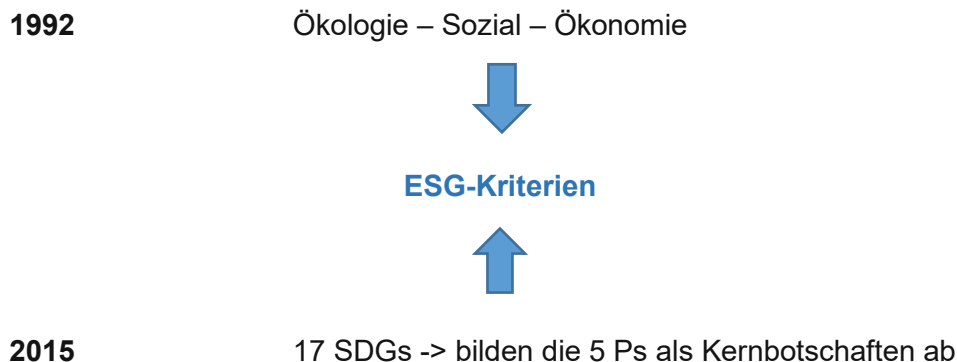 1992 Ökologie – Sozial – Ökonomie
ESG-Kriterien
2015 17 SDGs -> bilden die 5 Ps als Kernbotschaften ab